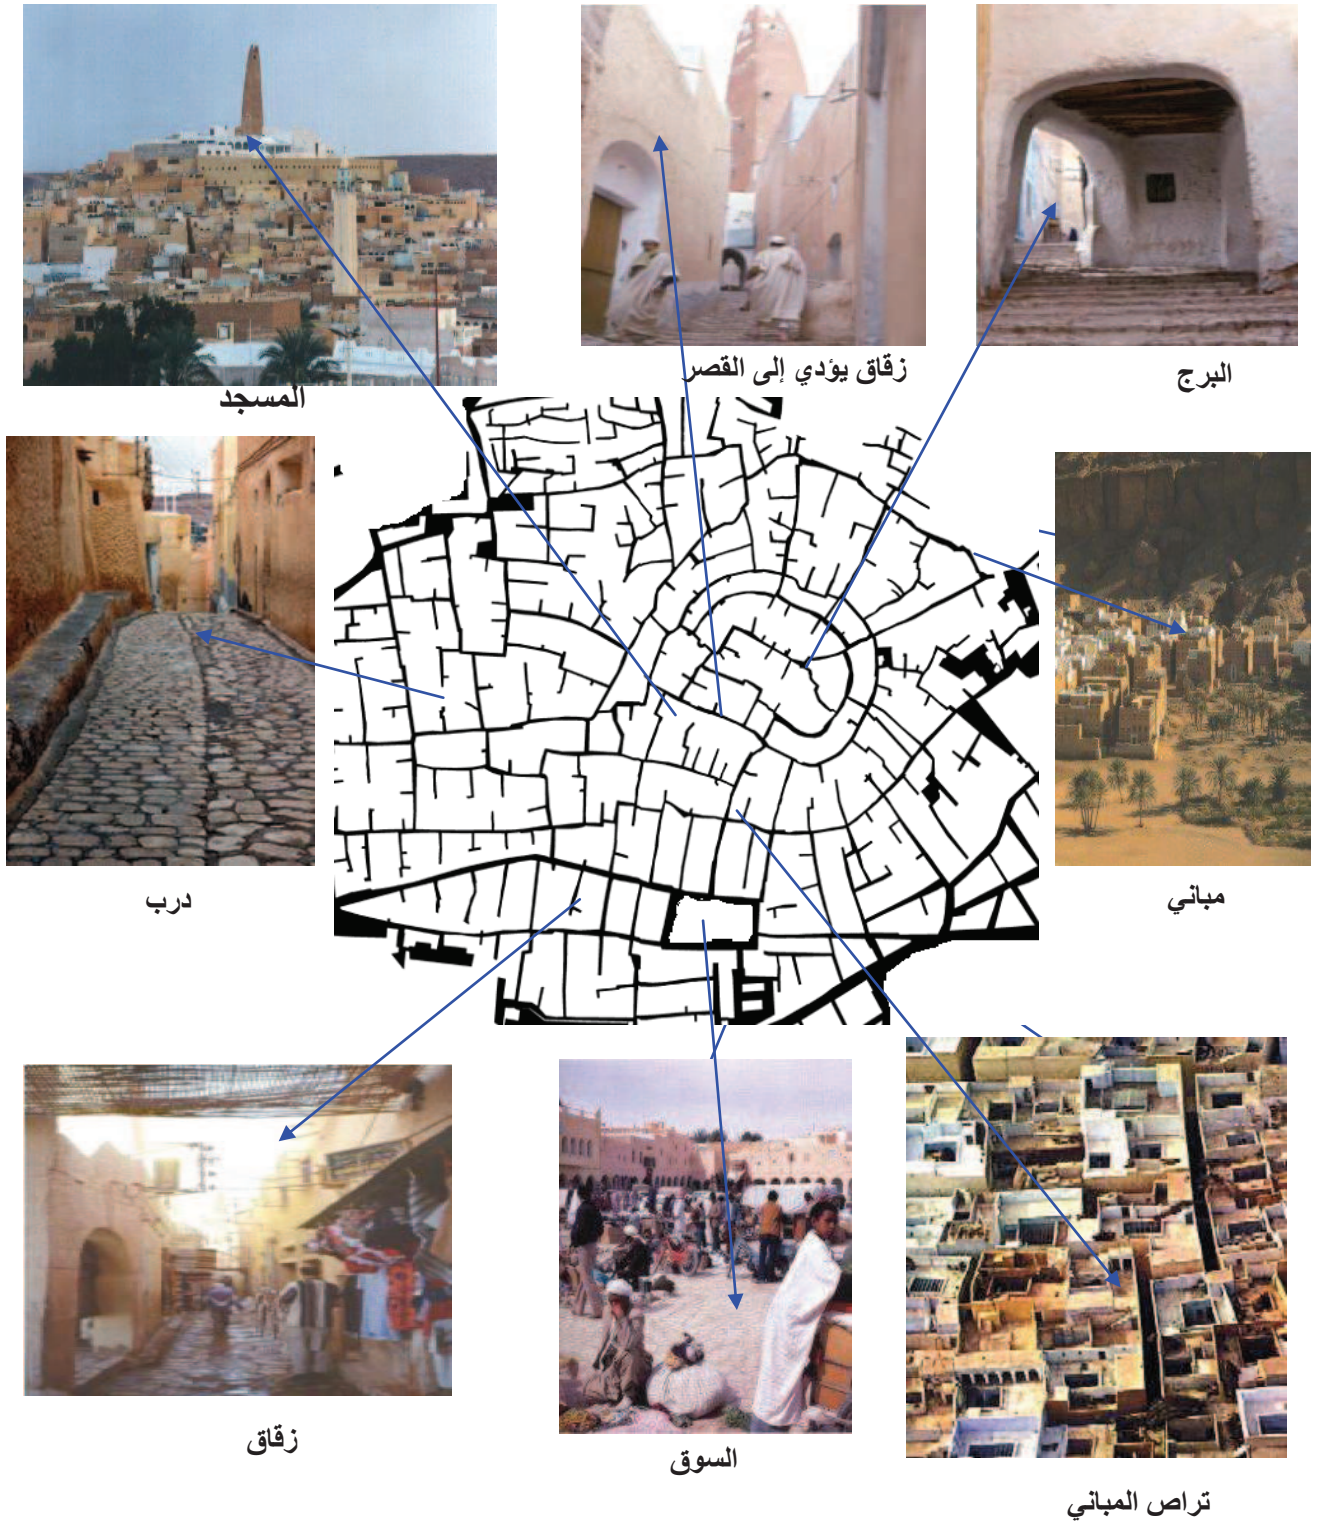 المسجد
زقاق يؤدي إلى القصر
البرج
درب
مباني
زقاق
السوق
تراص المباني